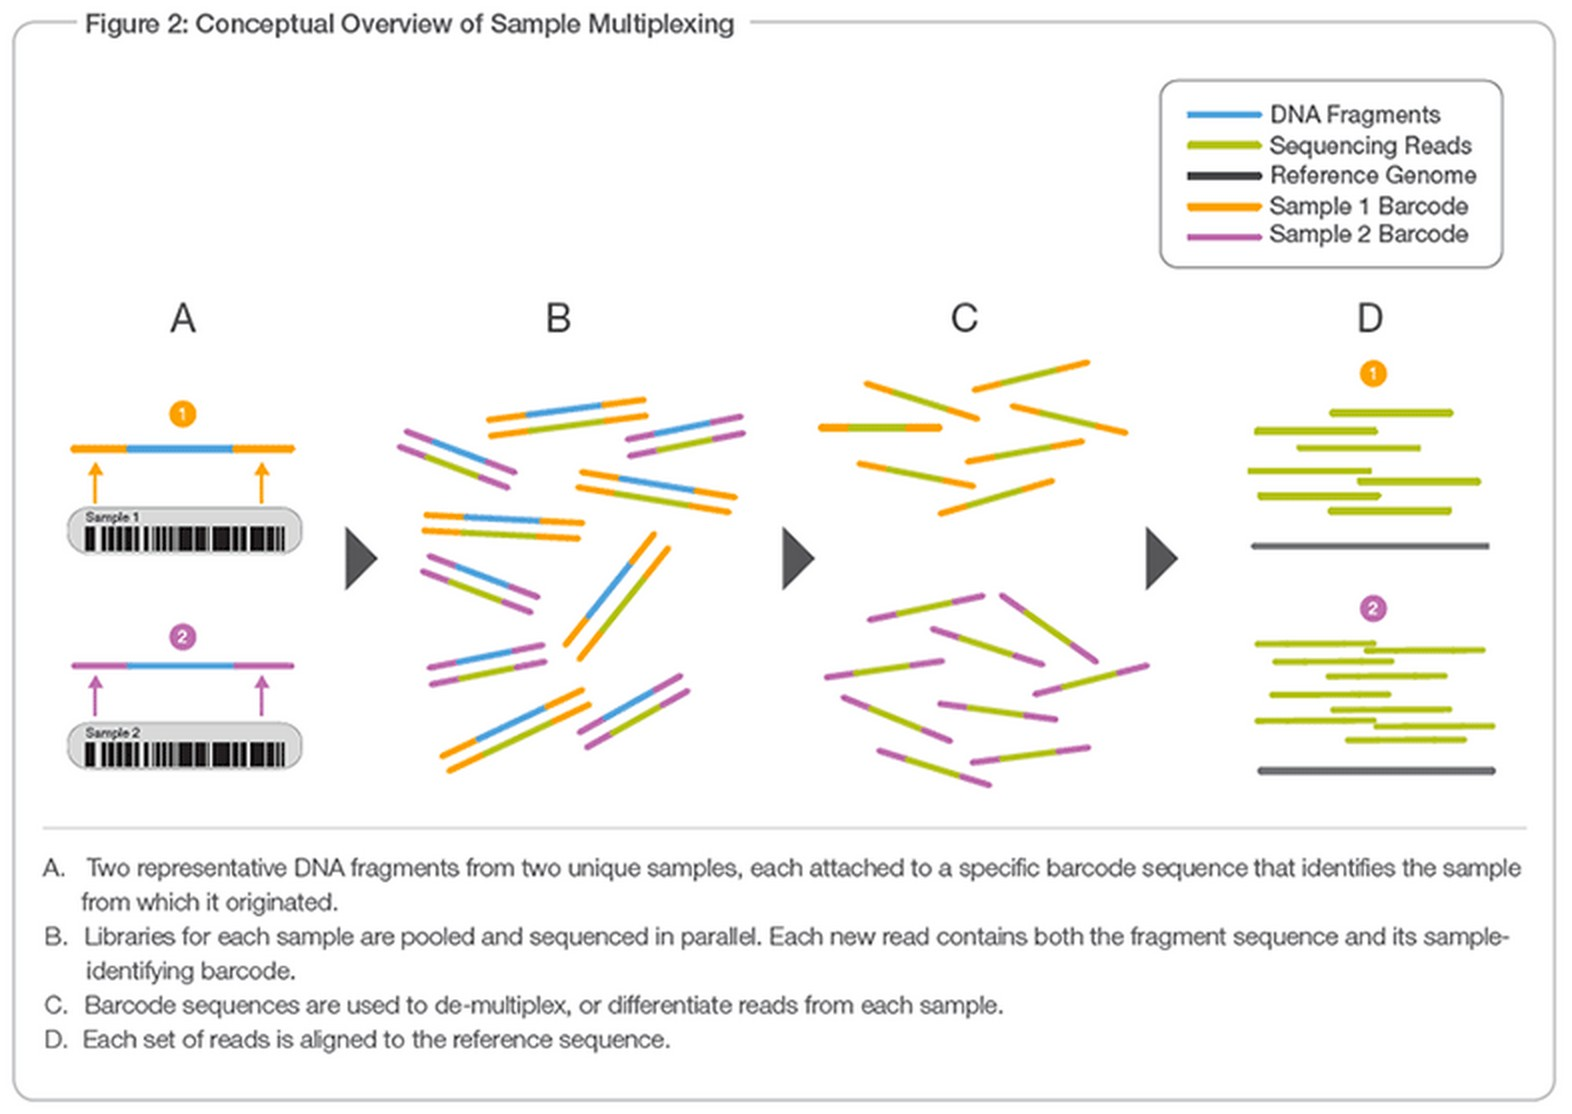 Figure 2: Conceptual Overview of Sample Multiplexing
DNA Fragments
Sequencing Reads
Reference Genome
Sample 1 Barcode
Sample 2 Barcode
A
B
C
D
1
Sample 1
2
Sample 2
1
2
A. Two representative DNA fragments from two unique samples, each attached to a specific barcode sequence that identifies the sample
from which it originated.
B. Libraries for each sample are pooled and sequenced in parallel. Each new read contains both the fragment sequence and its sample-
identifying barcode.
C. Barcode sequences are used to de-multiplex, or differentiate reads from each sample.
D. Each set of reads is aligned to the reference sequence.